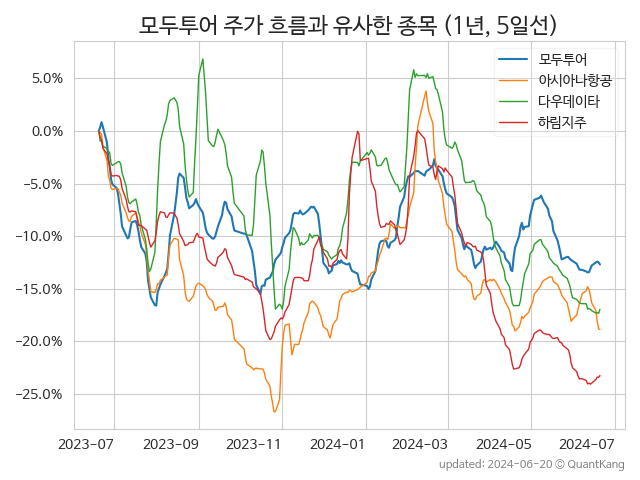 모두투어 주가 흐름과 유사한 종목 (1년, 5일선)
모두투어
아시아나항공
다우데이타
하림지주
5.0%
0.0%
−5.0%
−10.0%
−15.0%
−20.0%
−25.0%
2023−07
2023−09
2023−11
2024−01
2024−03
2024−05
2024−07
updated: 2024−06−20 © QuantKang